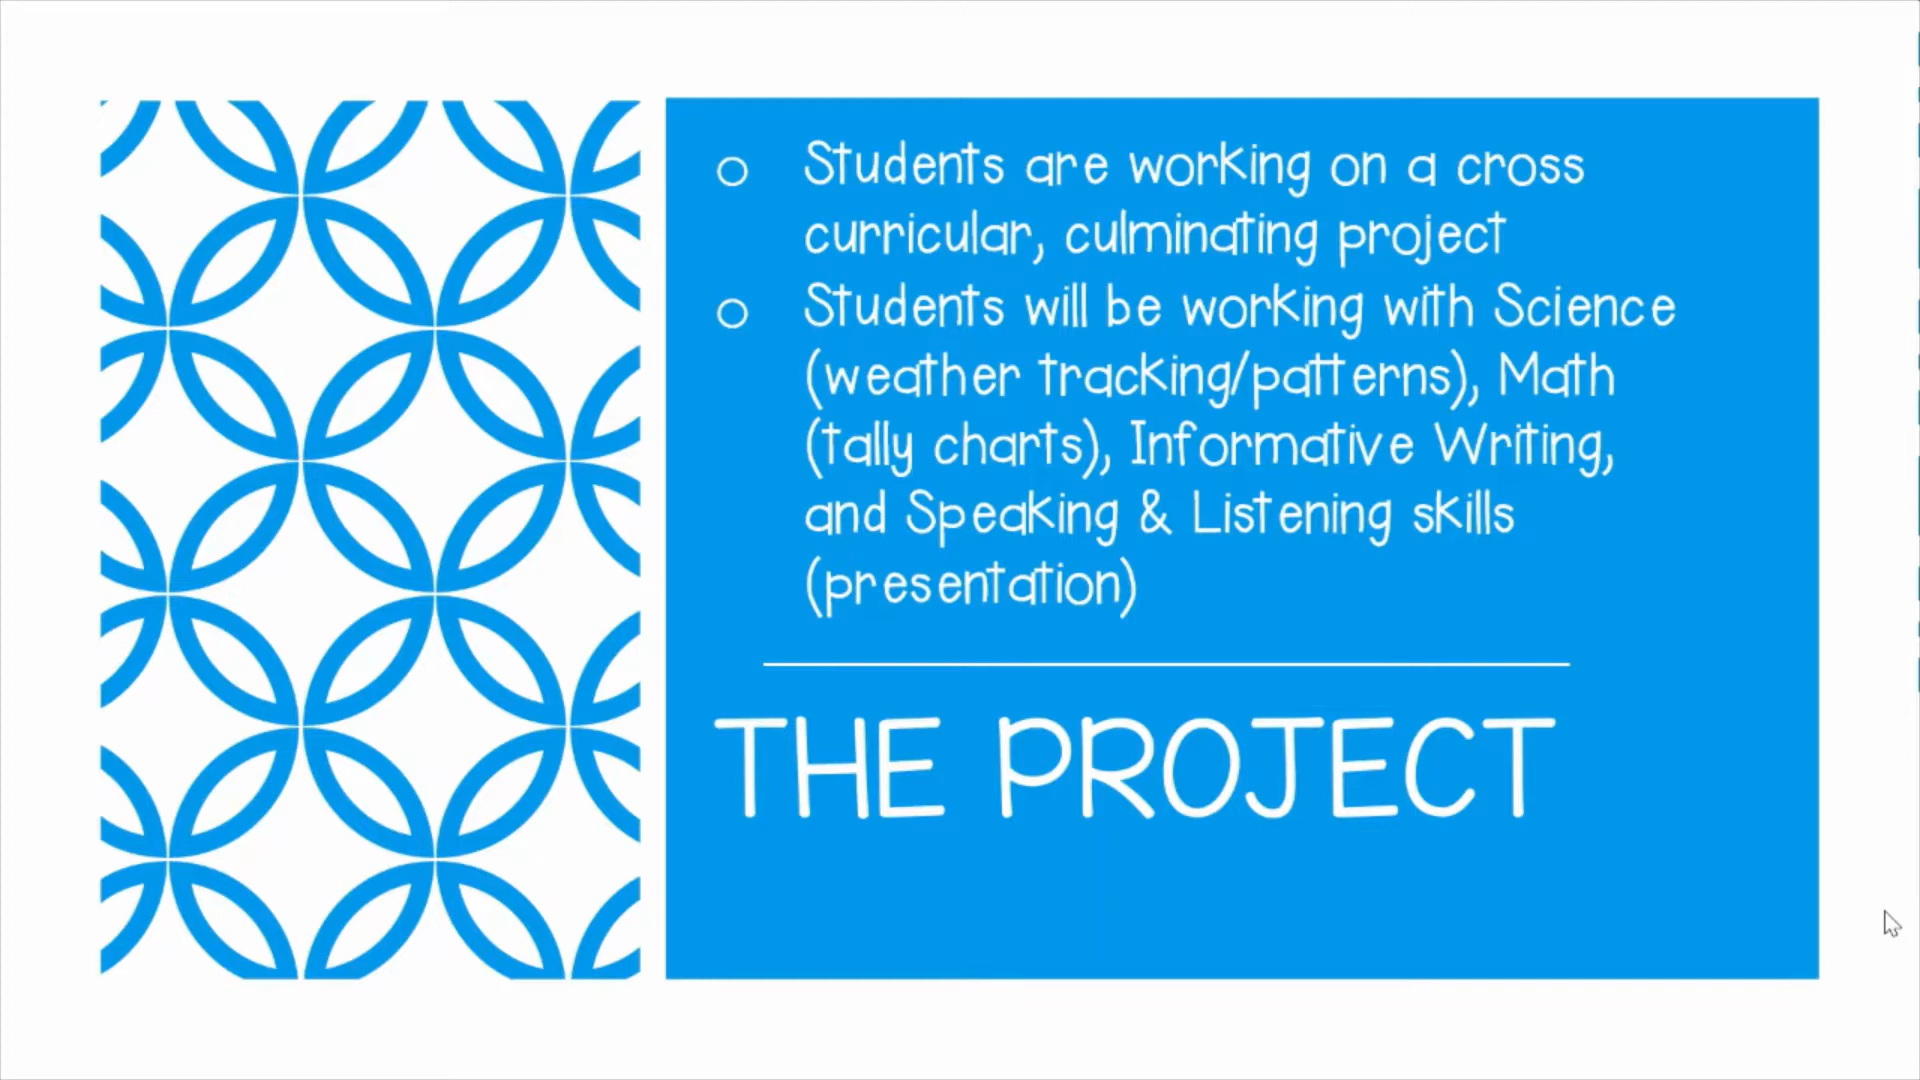 Students are working on a cross
curricular, culminating project
Students will be working with Science
(weather tracking/patterns), Math
(tally charts), Informative Writing,
and Speaking & Listening skills
(presentation)
THE PROJECT